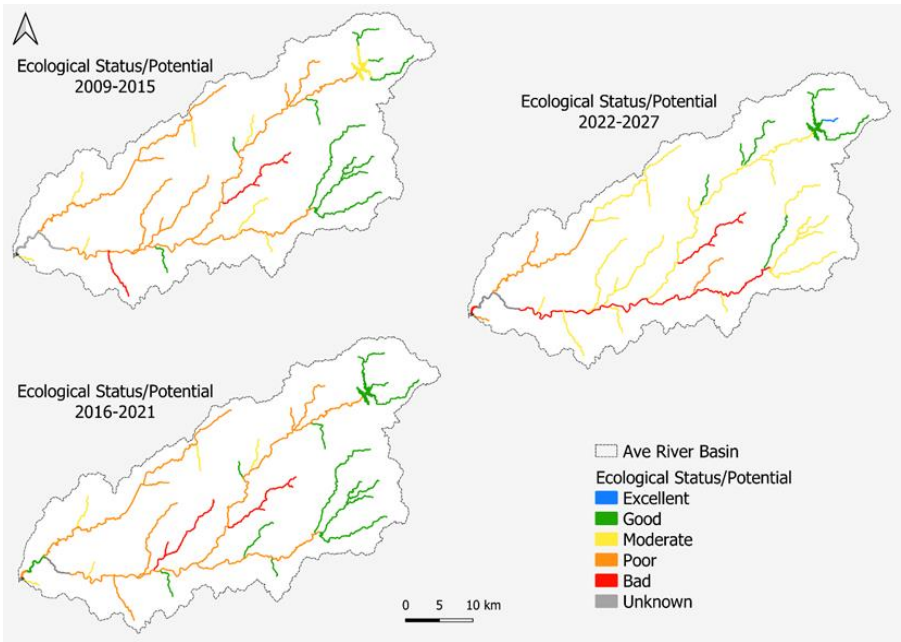 Ecological Status/Potential
2009-2015
Ecological Status/Potential
2022-2027
Ecological Status/Potential
2016-2021
Ave River Basin
Ecological Status/Potential
Excellent
Good
Moderate
Poor
Bad
Unknown
0 5 10 km